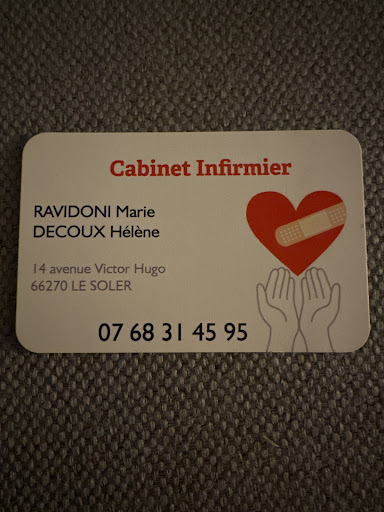 Cabinet Infirmier
RAVIDONI Marie
DECOUX Hélène
14 avenue Victor Hugo
66270 LE SOLER
07 68 31 45 95